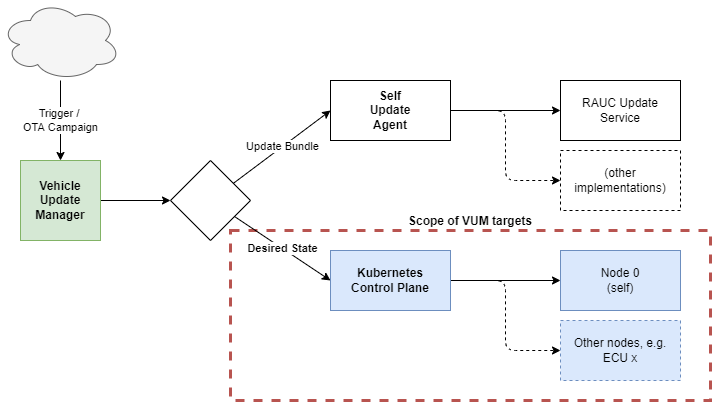 Trigger /
OTA Campaign
Vehicle
Update
Manager
Update Bundle
Self
Update
Agent
RAUC Update
Service
(other
implementations)
Scope of VUM targets
Desired State
Kubernetes
Control Plane
Node 0
(self)
Other nodes, e.g.
ECU x